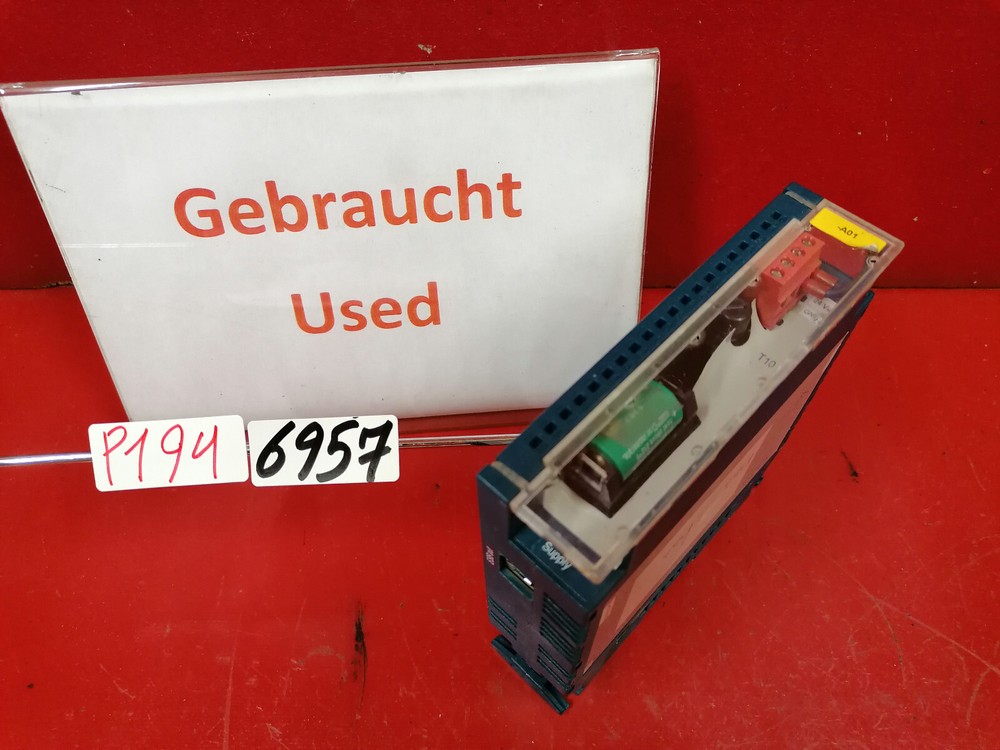 Gebraucht
Used
P194
6957
-A01
T10
Supply